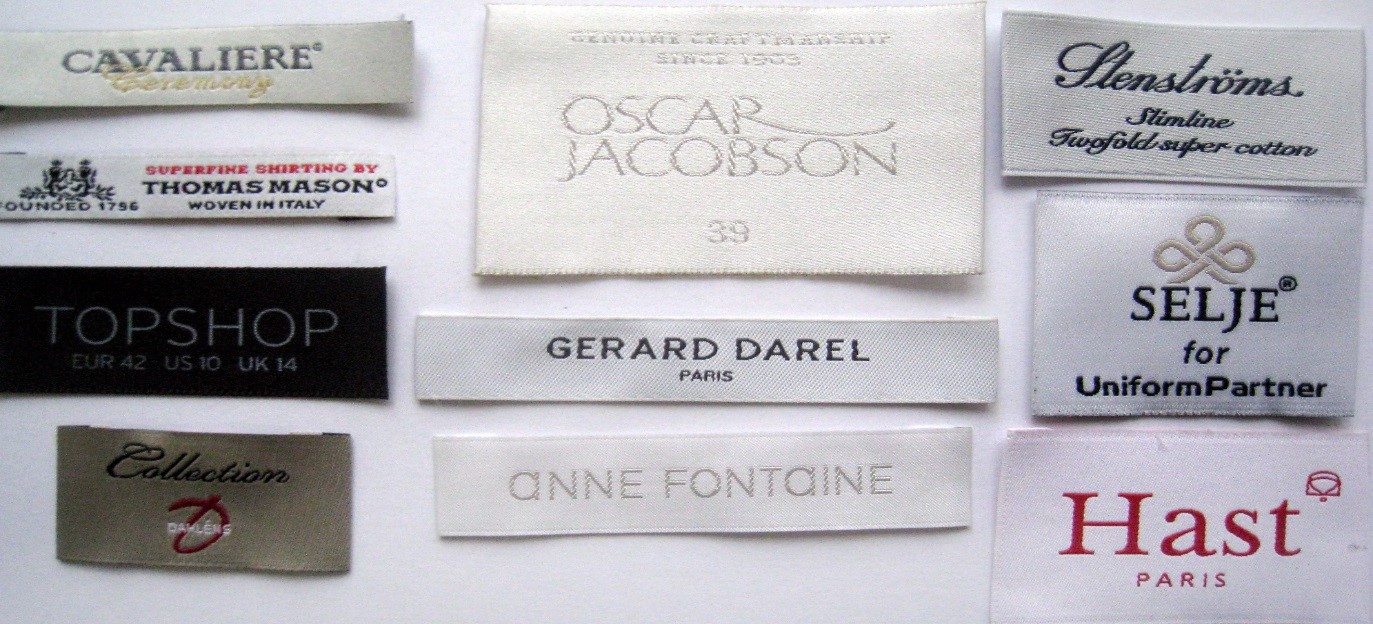 CAVALIERE®
Ceremony
SUPERFINE SHIRTING BY
THOMAS MASON®
FOUNDED 1796
WOVEN IN ITALY
TOPSHOP
EUR 42 US 10 UK 14
Collection
DAHLÉNS
GENUINE CRAFTMANSHIP
SINCE 1903
OSCAR
JACOBSON
39
GERARD DAREL
PARIS
aNNE FONTaINE
Stenströms
Slimline
Twofold super cotton
SELJE®
for
UniformPartner
Hast
PARIS